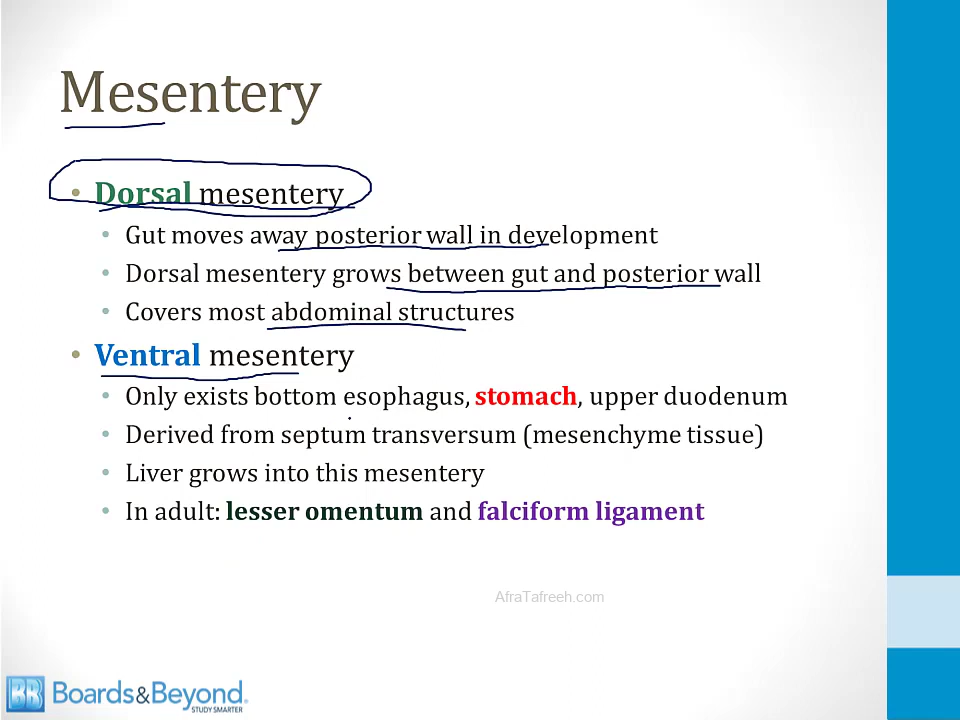 Mesentery
• Dorsal mesentery
• Gut moves away posterior wall in development
• Dorsal mesentery grows between gut and posterior wall
• Covers most abdominal structures
• Ventral mesentery
• Only exists bottom esophagus, stomach, upper duodenum
• Derived from septum transversum (mesenchyme tissue)
• Liver grows into this mesentery
• In adult: lesser omentum and falciform ligament
AfraTafreeh.com
BB Boards&Beyond.
STUDY SMARTER